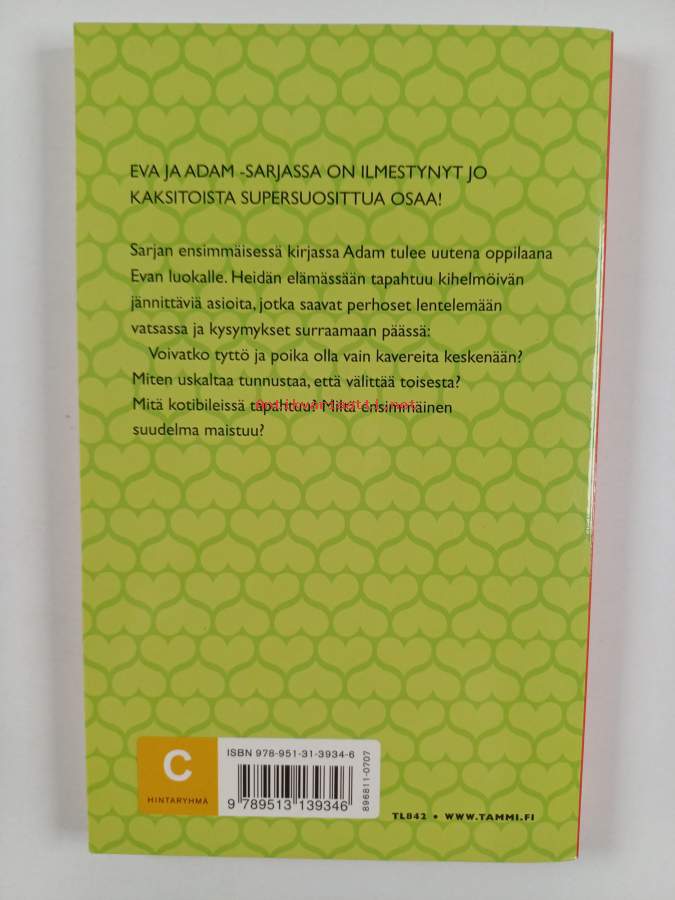 EVA JA ADAM -SARJASSA ON ILMESTYNYT JO
KAKSITOISTA SUPERSUOSITTUA OSAA!
Sarjan ensimmäisessä kirjassa Adam tulee uutena oppilaana
Evan luokalle. Heidän elämässään tapahtuu kihelmöivän
jännittäviä asioita, jotka saavat perhoset lentelemään
vatsassa ja kysymykset surraamaan päässä:
Voivatko tyttö ja poika olla vain kavereita keskenään?
Miten uskaltaa tunnustaa, että välittää toisesta?
Mitä kotibileissä tapahtuu? Miltä ensimmäinen
Antikvariaatti.net
suudelma maistuu?
C
HINTARYHMÄ
ISBN 978-951-31-3934-6
9 789513 139346
896811-0707
TL842 • WWW.TAMMI.FI